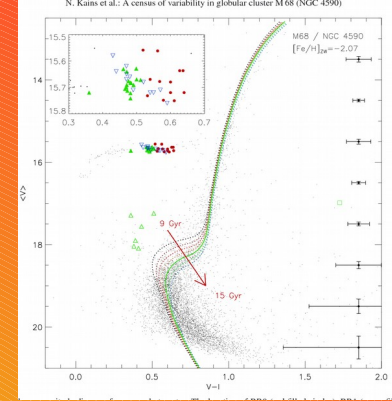 N. Kains et al.: A census of variability in globular cluster M 68 (NGC 4590)
M68 / NGC 4590
[Fe/H]ZW=-2.07
15.5
15.6
15.7
15.8
0.3 0.4 0.5 0.6 0.7
14
16
18
20
<V>
9 Gyr
15 Gyr
0.0 0.5 1.0 1.5 2.0
V-I